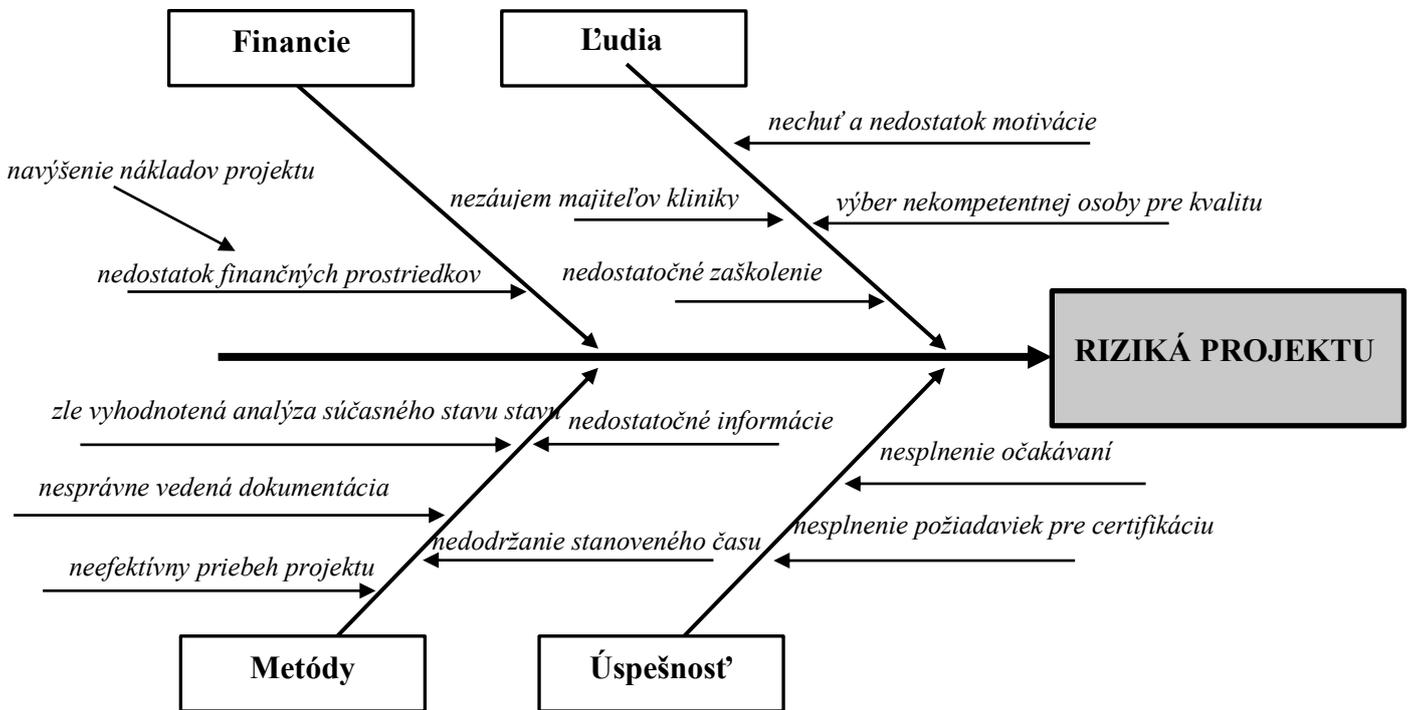 Financie
Ľudia
nechuť a nedostatok motivácie
navýšenie nákladov projektu
nezáujem majiteľov kliniky
výber nekompetentnej osoby pre kvalitu
nedostatok finančných prostriedkov
nedostatočné zaškolenie
RIZIKÁ PROJEKTU
zle vyhodnotená analýza súčasného stavu stavu
nedostatočné informácie
nesplnenie očakávaní
nesprávne vedená dokumentácia
nesplnenie požiadaviek pre certifikáciu
nedodržanie stanoveného času
neefektívny priebeh projektu
Metódy
Úspešnosť